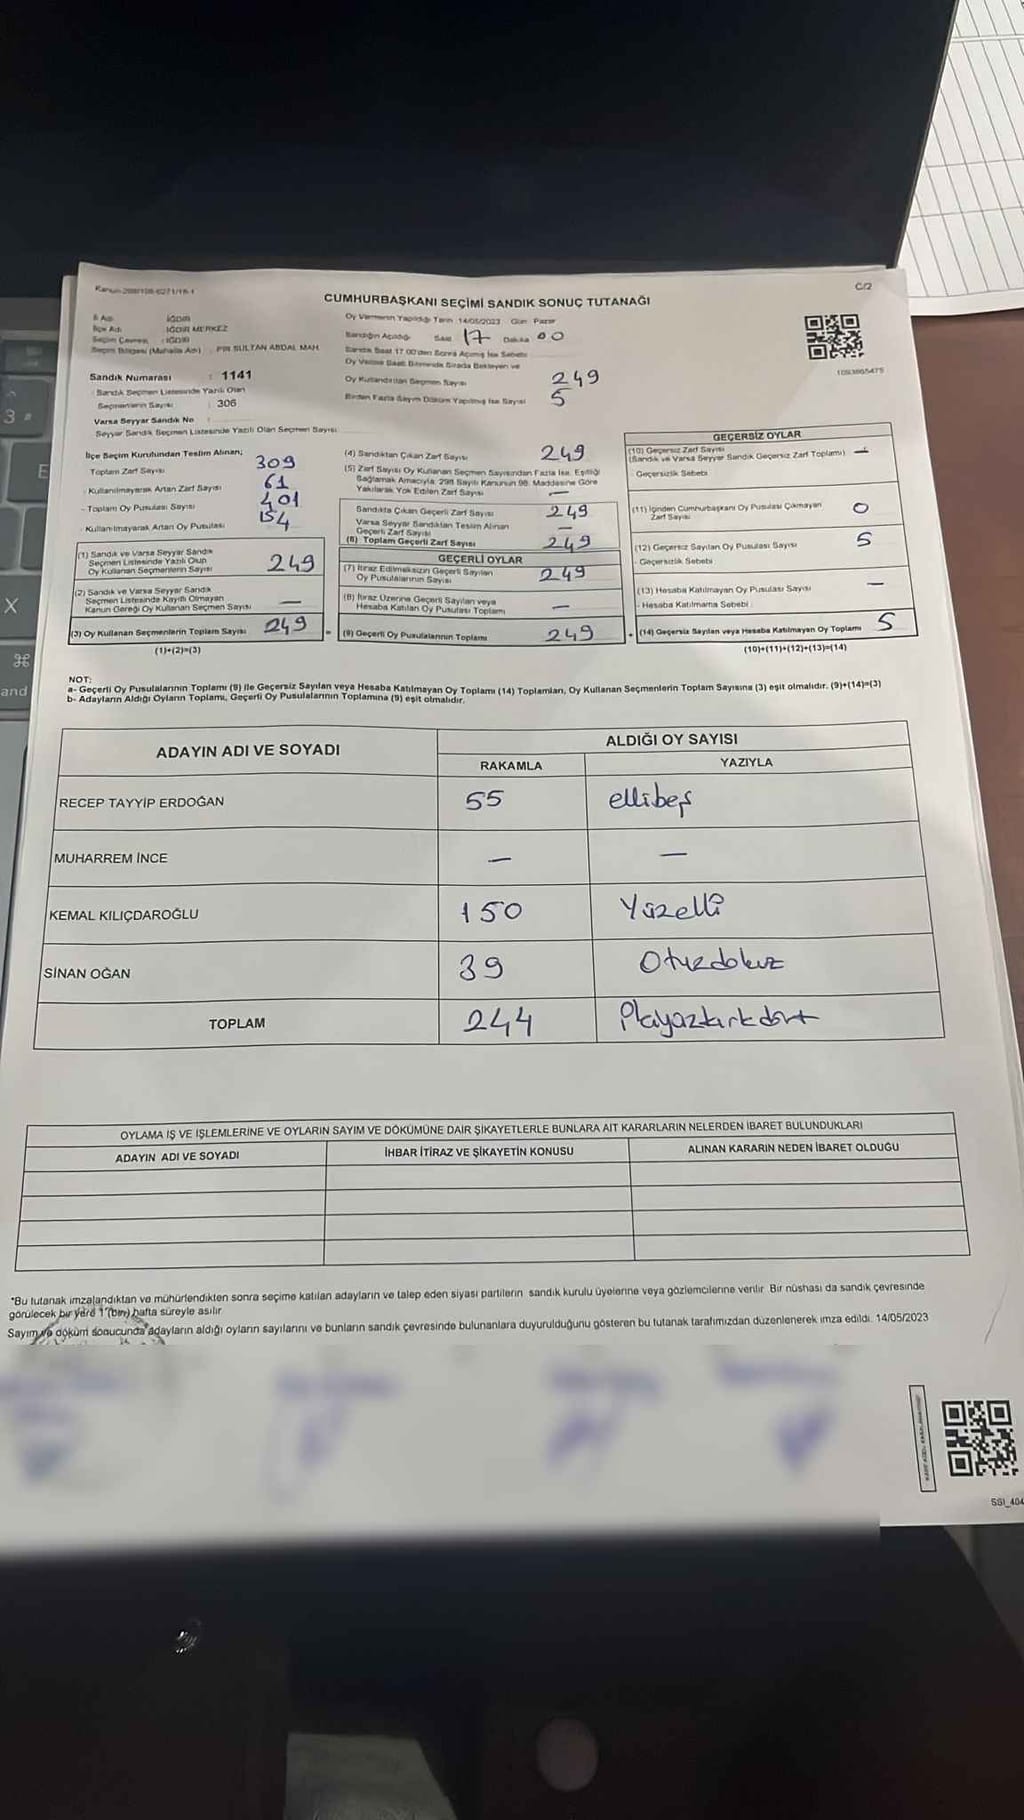 C/2
CUMHURBAŞKANI SEÇİMİ SANDIK SONUÇ TUTANAĞI
İl Adı : IĞDIR
İlçe Adı : IĞDIR MERKEZ
Seçim Çevresi : IĞDIR
Seçim Bölgesi (Mahalle Adı) : PİR SULTAN ABDAL MAH.
Sandık Numarası : 1141
Sandık Seçmen Listesinde Yazılı Olan
Seçmenlerin Sayısı : 306
Varsa Seyyar Sandık No
Seyyar Sandık Seçmen Listesinde Yazılı Olan Seçmen Sayısı
Oy Vermenin Yapıldığı Tarih 14/05/2023 Gün Pazar
Sandığın Açıldığı Saat 17 Dakika 00
Sandık Saat 17.00'den Sonra Açılmış İse Sebebi
Oy Verme Saati Bitiminde Sırada Bekleyen ve
Oy Kullandırılan Seçmen Sayısı 249
Birden Fazla Sayım Döküm Yapılmış İse Sayısı 5
1093805475
İlçe Seçim Kurulundan Teslim Alınan;
Toplam Zarf Sayısı 309
Kullanılmayarak Artan Zarf Sayısı 61
Toplam Oy Pusulası Sayısı 401
Kullanılmayarak Artan Oy Pusulası 154
(1) Sandık ve Varsa Seyyar Sandık
Seçmen Listesinde Yazılı Olup
Oy Kullanan Seçmenlerin Sayısı 249
(2) Sandık ve Varsa Seyyar Sandık
Seçmen Listesinde Kayıtlı Olmayan
Kanun Gereği Oy Kullanan Seçmen Sayısı —
(3) Oy Kullanan Seçmenlerin Toplam Sayısı 249
(1)+(2)=(3)
(4) Sandıktan Çıkan Zarf Sayısı 249
(5) Zarf Sayısı Oy Kullanan Seçmen Sayısından Fazla İse, Eşitliği
Sağlamak Amacıyla, 298 Sayılı Kanunun 98. Maddesine Göre
Yakılarak Yok Edilen Zarf Sayısı —
Sandıkta Çıkan Geçerli Zarf Sayısı 249
Varsa Seyyar Sandıktan Teslim Alınan
Geçerli Zarf Sayısı —
(6) Toplam Geçerli Zarf Sayısı 249
GEÇERLİ OYLAR
(7) İtiraz Edilmeksizin Geçerli Sayılan
Oy Pusulalarının Sayısı 249
(8) İtiraz Üzerine Geçerli Sayılan veya
Hesaba Katılan Oy Pusulası Toplamı —
= (9) Geçerli Oy Pusulalarının Toplamı 249
GEÇERSİZ OYLAR
(10) Geçersiz Zarf Sayısı
(Sandık ve Varsa Seyyar Sandık Geçersiz Zarf Toplamı) —
Geçersizlik Sebebi
(11) İçinden Cumhurbaşkanı Oy Pusulası Çıkmayan
Zarf Sayısı 0
(12) Geçersiz Sayılan Oy Pusulası Sayısı 5
- Geçersizlik Sebebi
(13) Hesaba Katılmayan Oy Pusulası Sayısı —
- Hesaba Katılmama Sebebi
+ (14) Geçersiz Sayılan veya Hesaba Katılmayan Oy Toplamı 5
(10)+(11)+(12)+(13)=(14)
NOT:
a- Geçerli Oy Pusulalarının Toplamı (9) ile Geçersiz Sayılan veya Hesaba Katılmayan Oy Toplamı (14) Toplamları, Oy Kullanan Seçmenlerin Toplam Sayısına (3) eşit olmalıdır. (9)+(14)=(3)
b- Adayların Aldığı Oyların Toplamı, Geçerli Oy Pusulalarının Toplamına (9) eşit olmalıdır.
ADAYIN ADI VE SOYADI ALDIĞI OY SAYISI
RAKAMLA YAZIYLA
RECEP TAYYİP ERDOĞAN 55 ellibeş
MUHARREM İNCE — —
KEMAL KILIÇDAROĞLU 150 Yüzelli
SİNAN OĞAN 39 Otuzdokuz
TOPLAM 244
OYLAMA İŞ VE İŞLEMLERİNE VE OYLARIN SAYIM VE DÖKÜMÜNE DAİR ŞİKAYETLERLE BUNLARA AİT KARARLARIN NELERDEN İBARET BULUNDUKLARI
ADAYIN ADI VE SOYADI İHBAR İTİRAZ VE ŞİKAYETİN KONUSU ALINAN KARARIN NEDEN İBARET OLDUĞU
*Bu tutanak imzalandıktan ve mühürlendikten sonra seçime katılan adayların ve talep eden siyasi partilerin sandık kurulu üyelerine veya gözlemcilerine verilir. Bir nüshası da sandık çevresinde
görülecek bir yere 1 (bir) hafta süreyle asılır
Sayım ve döküm sonucunda adayların aldığı oyların sayılarını ve bunların sandık çevresinde bulunanlara duyurulduğunu gösteren bu tutanak tarafımızdan düzenlenerek imza edildi. 14/05/2023
SSI_404